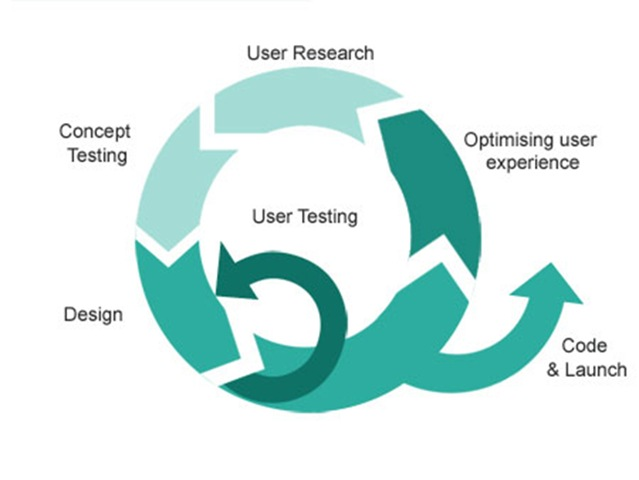 User Research
Concept
Testing
Optimising user
experience
User Testing
Design
Code
& Launch